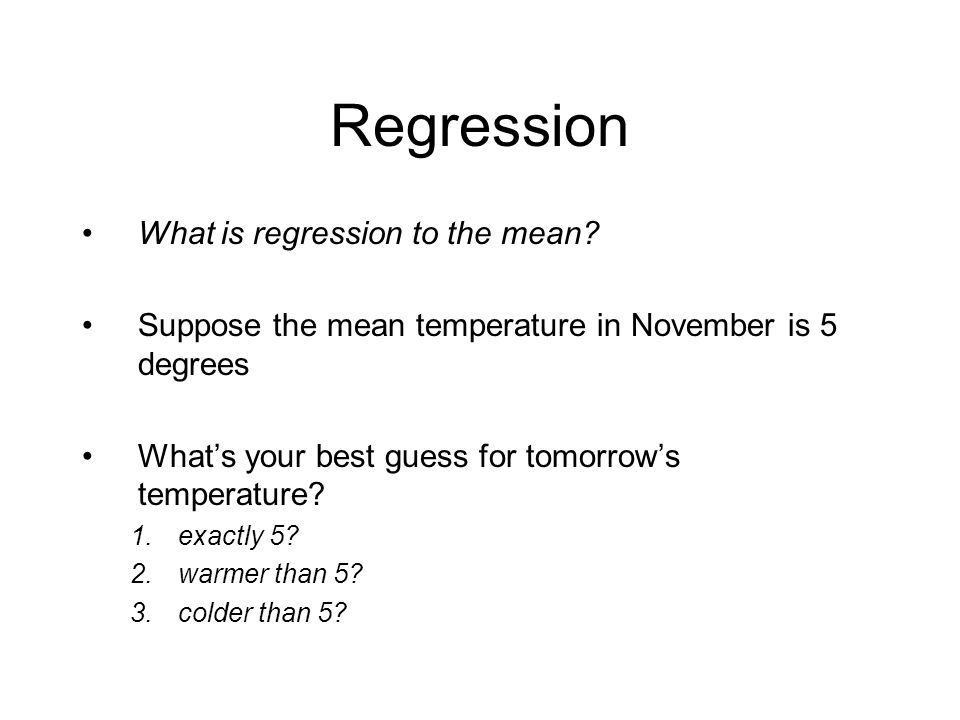 Regression
• What is regression to the mean?
• Suppose the mean temperature in November is 5
degrees
• What’s your best guess for tomorrow’s
temperature?
1. exactly 5?
2. warmer than 5?
3. colder than 5?